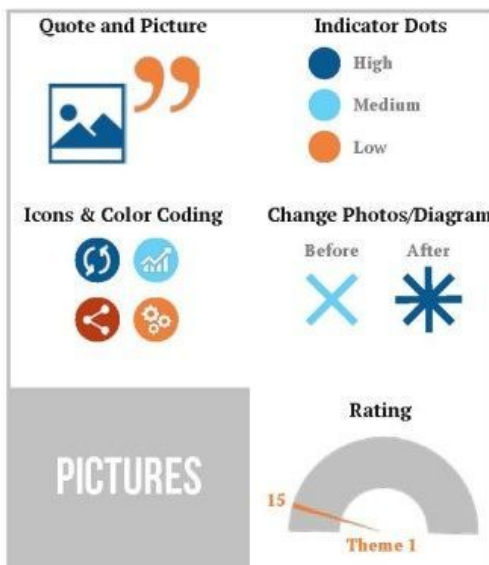 Quote and Picture
Indicator Dots
High
Medium
Low
Icons & Color Coding
Change Photos/Diagram
Before
After
PICTURES
Rating
15
Theme 1